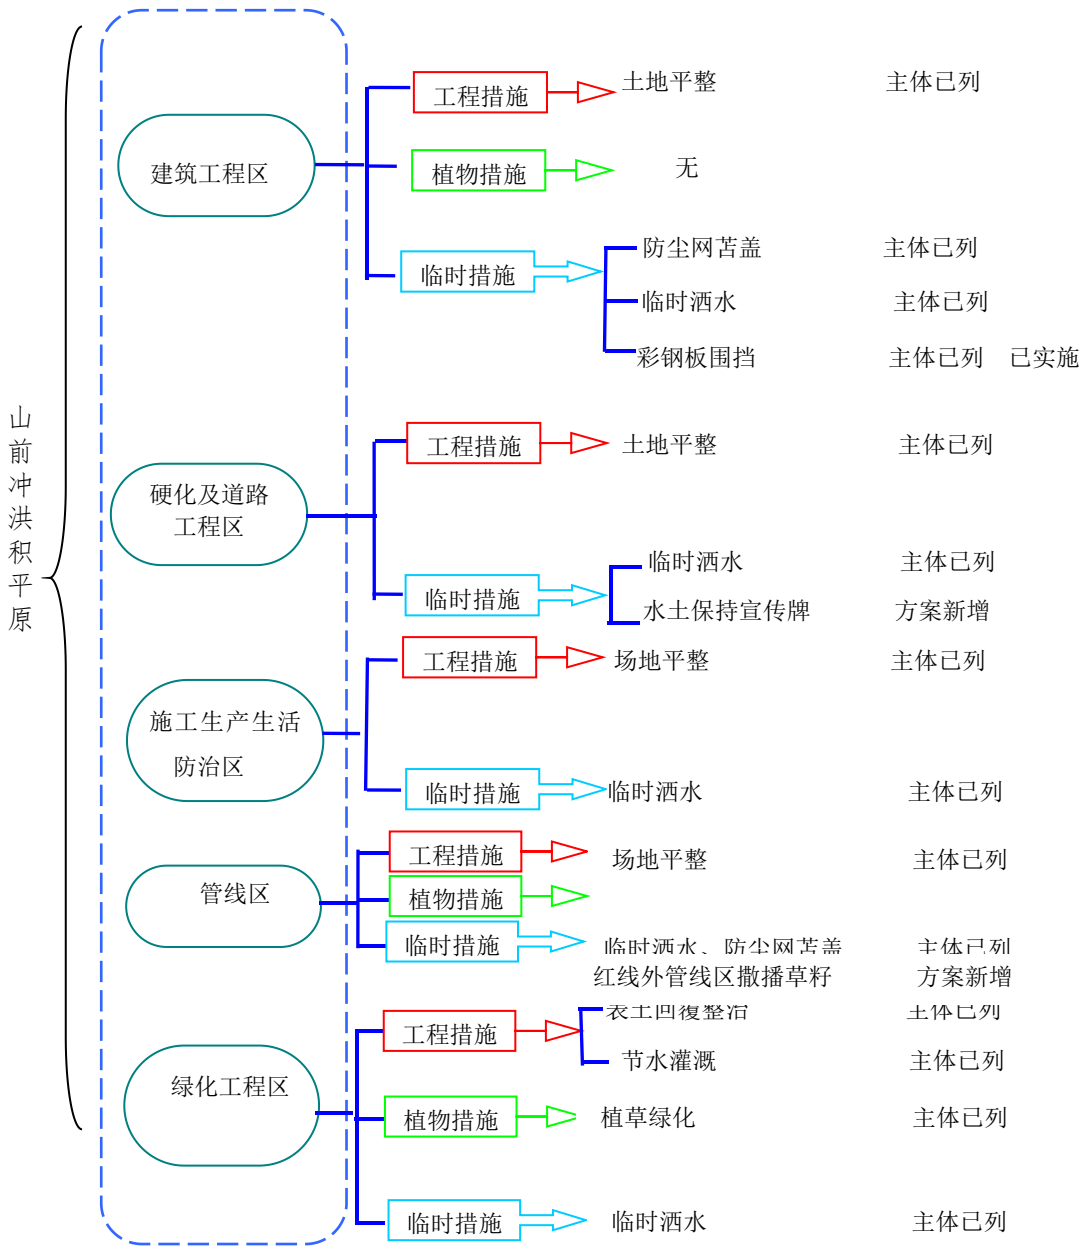 山前冲洪积平原
建筑工程区
工程措施 土地平整 主体已列
植物措施 无
临时措施
防尘网苫盖 主体已列
临时洒水 主体已列
彩钢板围挡 主体已列 已实施
硬化及道路
工程区
工程措施 土地平整 主体已列
临时措施
临时洒水 主体已列
水土保持宣传牌 方案新增
施工生产生活
防治区
工程措施 场地平整 主体已列
临时措施 临时洒水 主体已列
管线区
工程措施 场地平整 主体已列
植物措施
临时措施 临时洒水、防尘网苫盖 主体已列
红线外管线区撒播草籽 方案新增
绿化工程区
工程措施
表土回覆整治 主体已列
节水灌溉 主体已列
植物措施 植草绿化 主体已列
临时措施 临时洒水 主体已列